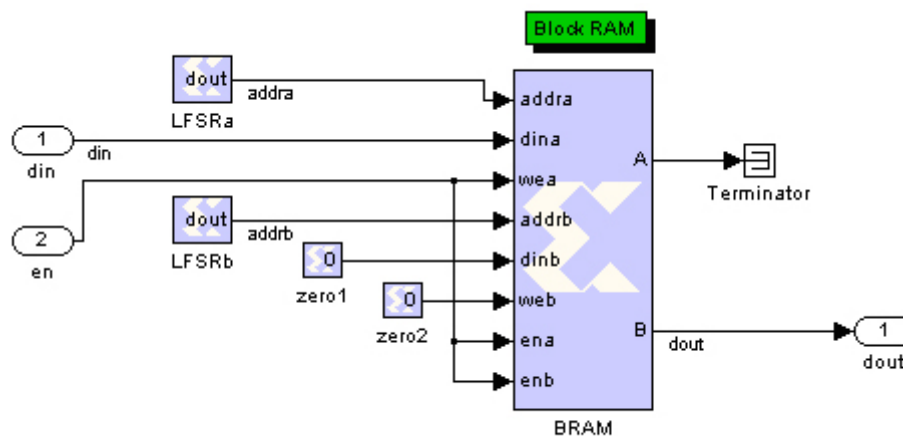 Block RAM
dout
addra
LFSRa
addra
1
din
din
dina
A
wea
Terminator
2
en
dout
addrb
LFSRb
addrb
0
zero1
dinb
0
zero2
web
B
dout
1
dout
ena
enb
BRAM